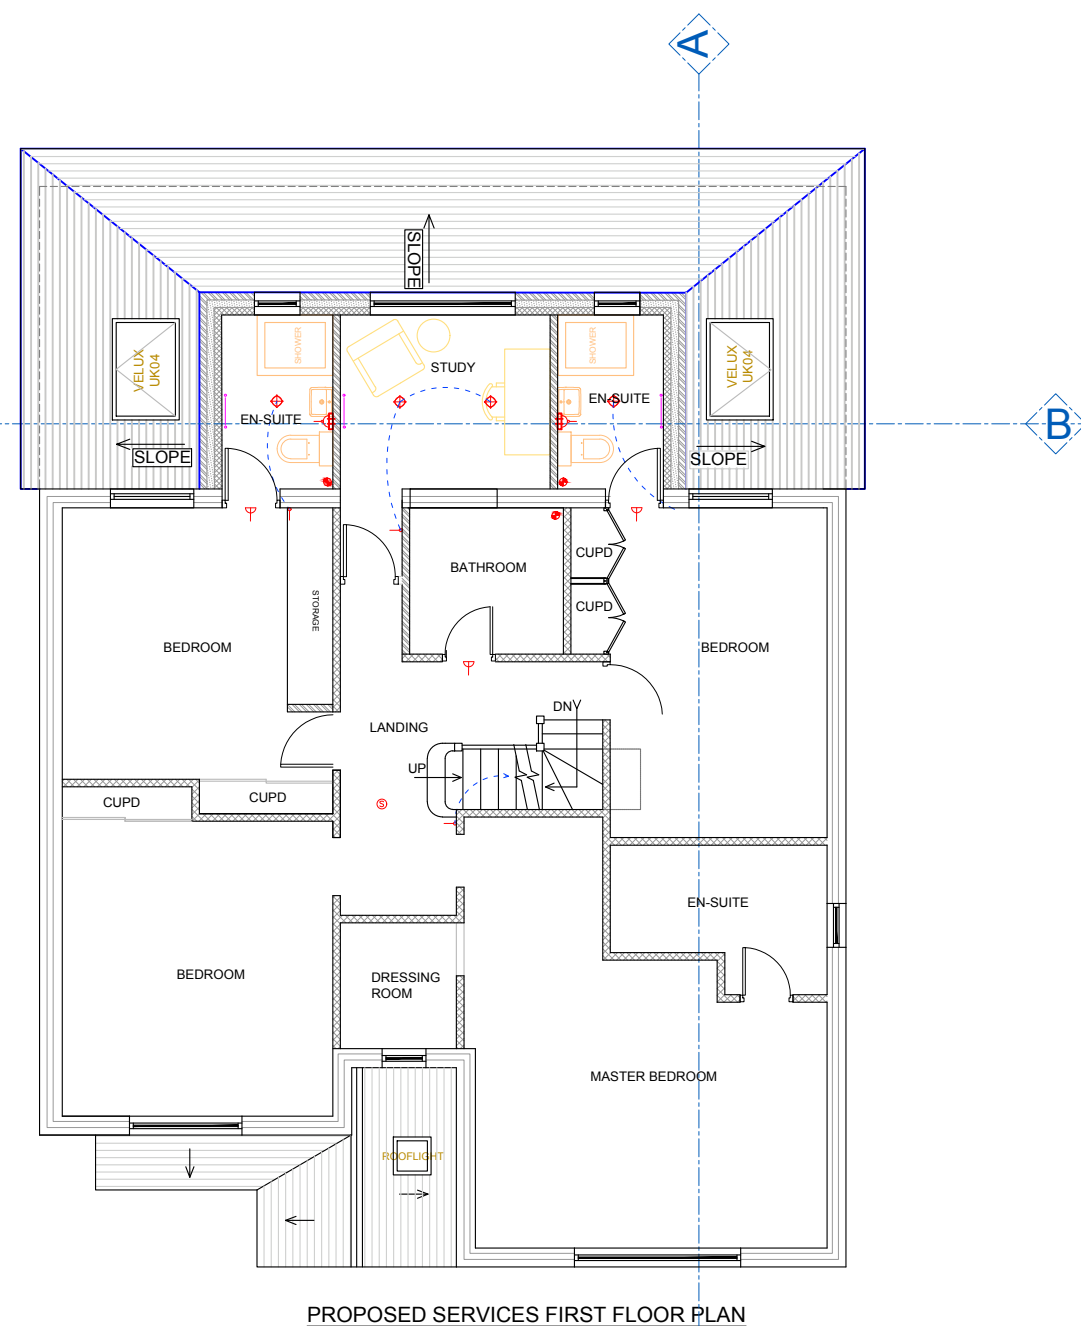 A
SLOPE
VELUX
UK04
SHOWER
STUDY
SHOWER
VELUX
UK04
EN-SUITE
EN-SUITE
B
SLOPE
SLOPE
CUPD
BATHROOM
CUPD
STORAGE
BEDROOM
BEDROOM
DN
LANDING
UP
CUPD
CUPD
S
EN-SUITE
BEDROOM
DRESSING
ROOM
MASTER BEDROOM
ROOFLIGHT
PROPOSED SERVICES FIRST FLOOR PLAN